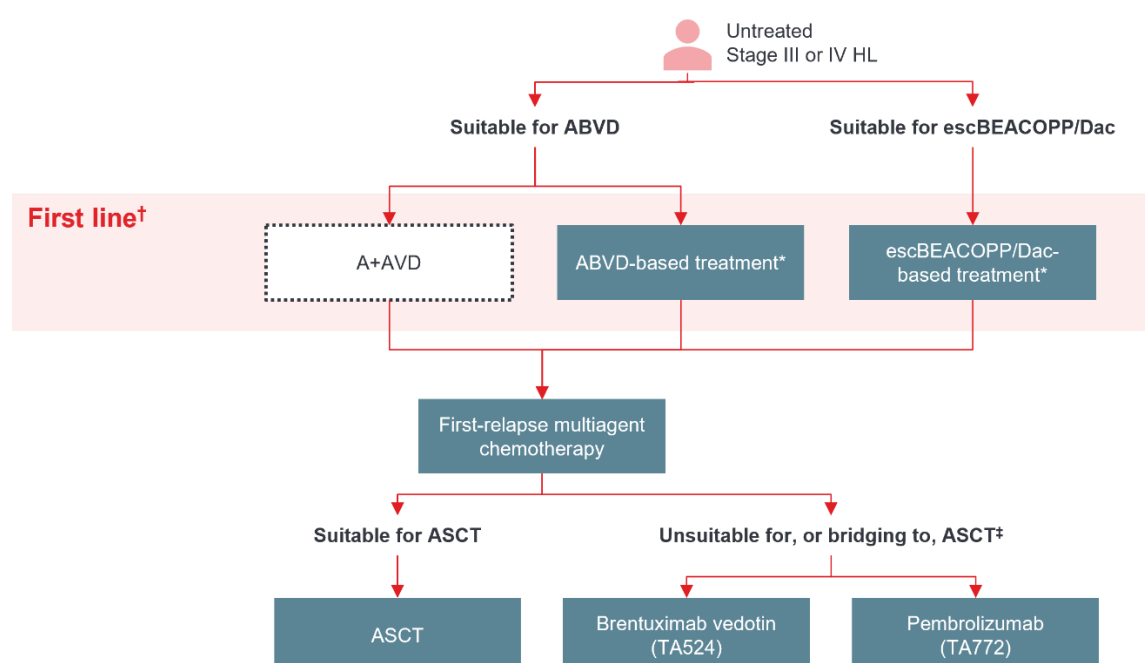 Untreated
Stage III or IV HL
Suitable for ABVD
Suitable for escBEACOPP/Dac
First line†
A+AVD
ABVD-based treatment*
escBEACOPP/Dac-
based treatment*
First-relapse multiagent
chemotherapy
Suitable for ASCT
Unsuitable for, or bridging to, ASCT‡
ASCT
Brentuximab vedotin
(TA524)
Pembrolizumab
(TA772)